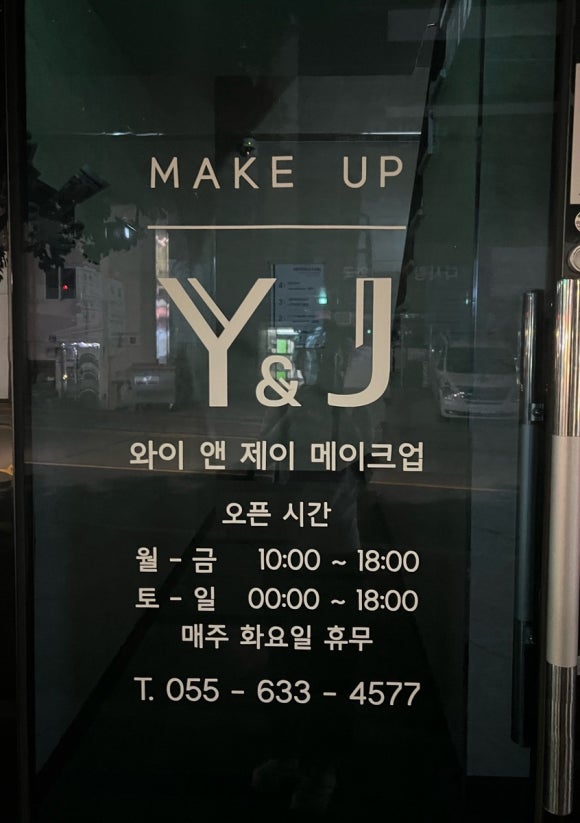 MAKE UP
Y&J
와이 앤 제이 메이크업
오픈 시간
월 - 금 10:00 ~ 18:00
토 - 일 00:00 ~ 18:00
매주 화요일 휴무
T. 055 - 633 - 4577